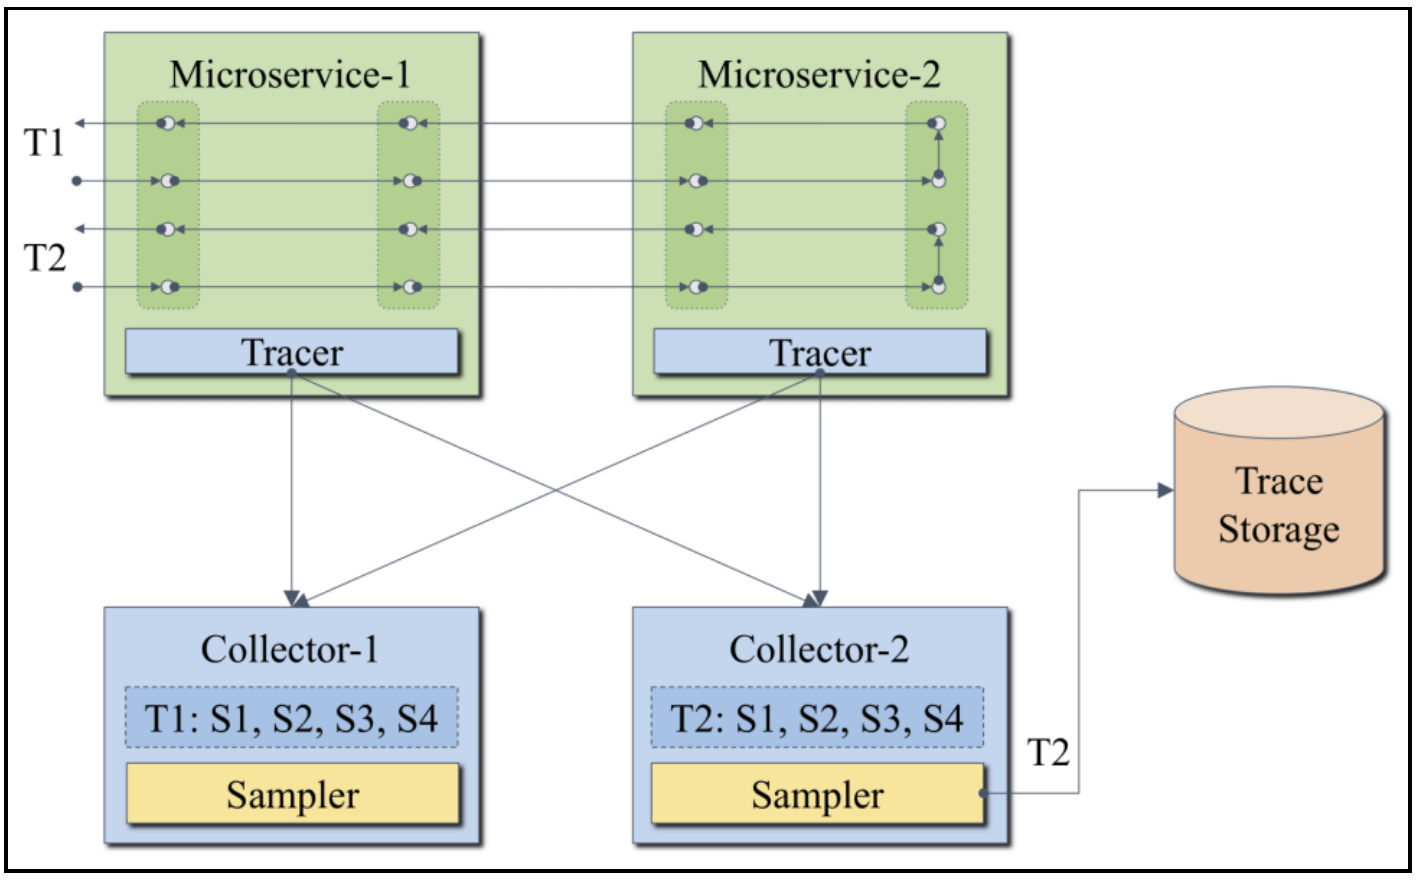 Microservice-1
Microservice-2
T1
T2
Tracer
Tracer
Trace
Storage
Collector-1
Collector-2
T1: S1, S2, S3, S4
T2: S1, S2, S3, S4
T2
Sampler
Sampler